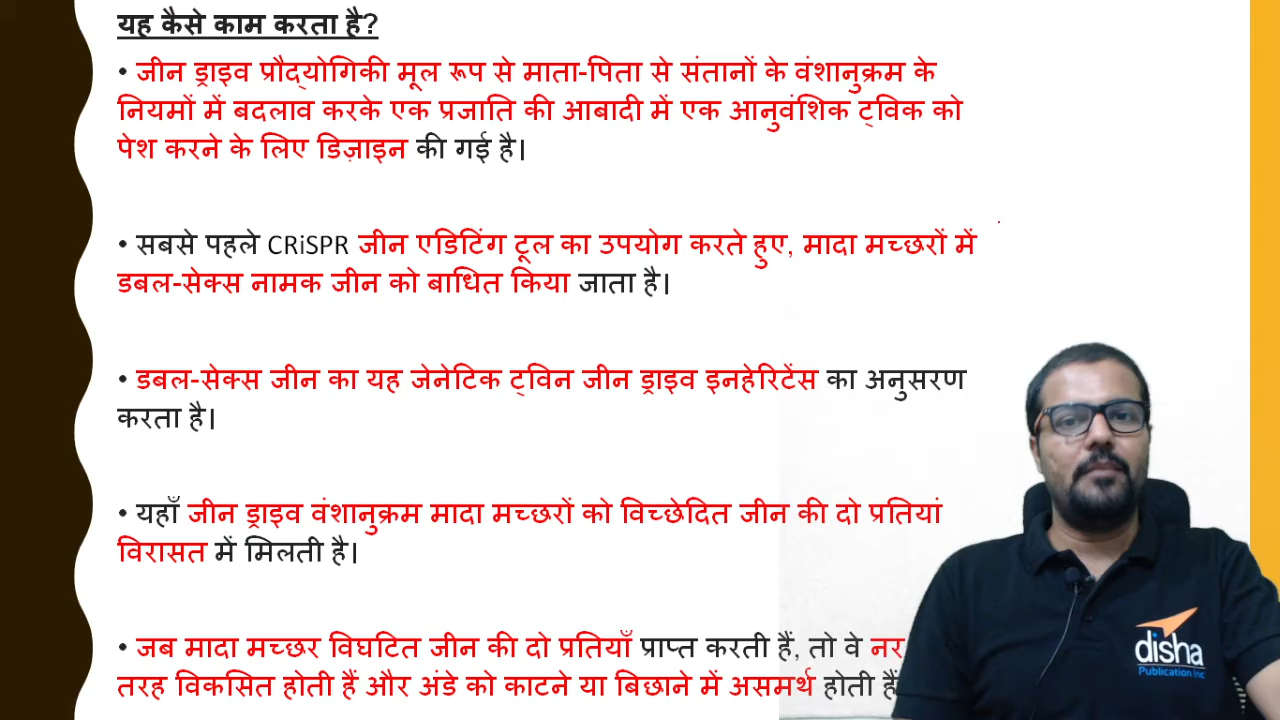 यह कैसे काम करता है?
• जीन ड्राइव प्रौद्योगिकी मूल रूप से माता-पिता से संतानों के वंशानुक्रम के
नियमों में बदलाव करके एक प्रजाति की आबादी में एक आनुवंशिक ट्विक को
पेश करने के लिए डिज़ाइन की गई है।
• सबसे पहले CRiSPR जीन एडिटिंग टूल का उपयोग करते हुए, मादा मच्छरों में
डबल-सेक्स नामक जीन को बाधित किया जाता है।
• डबल-सेक्स जीन का यह जेनेटिक ट्विन जीन ड्राइव इनहेरिटेंस का अनुसरण
करता है।
• यहाँ जीन ड्राइव वंशानुक्रम मादा मच्छरों को विच्छेदित जीन की दो प्रतियां
विरासत में मिलती है।
• जब मादा मच्छर विघटित जीन की दो प्रतियाँ प्राप्त करती हैं, तो वे नर
तरह विकसित होती हैं और अंडे को काटने या बिछाने में असमर्थ होती हैं
disha
Publication Inc